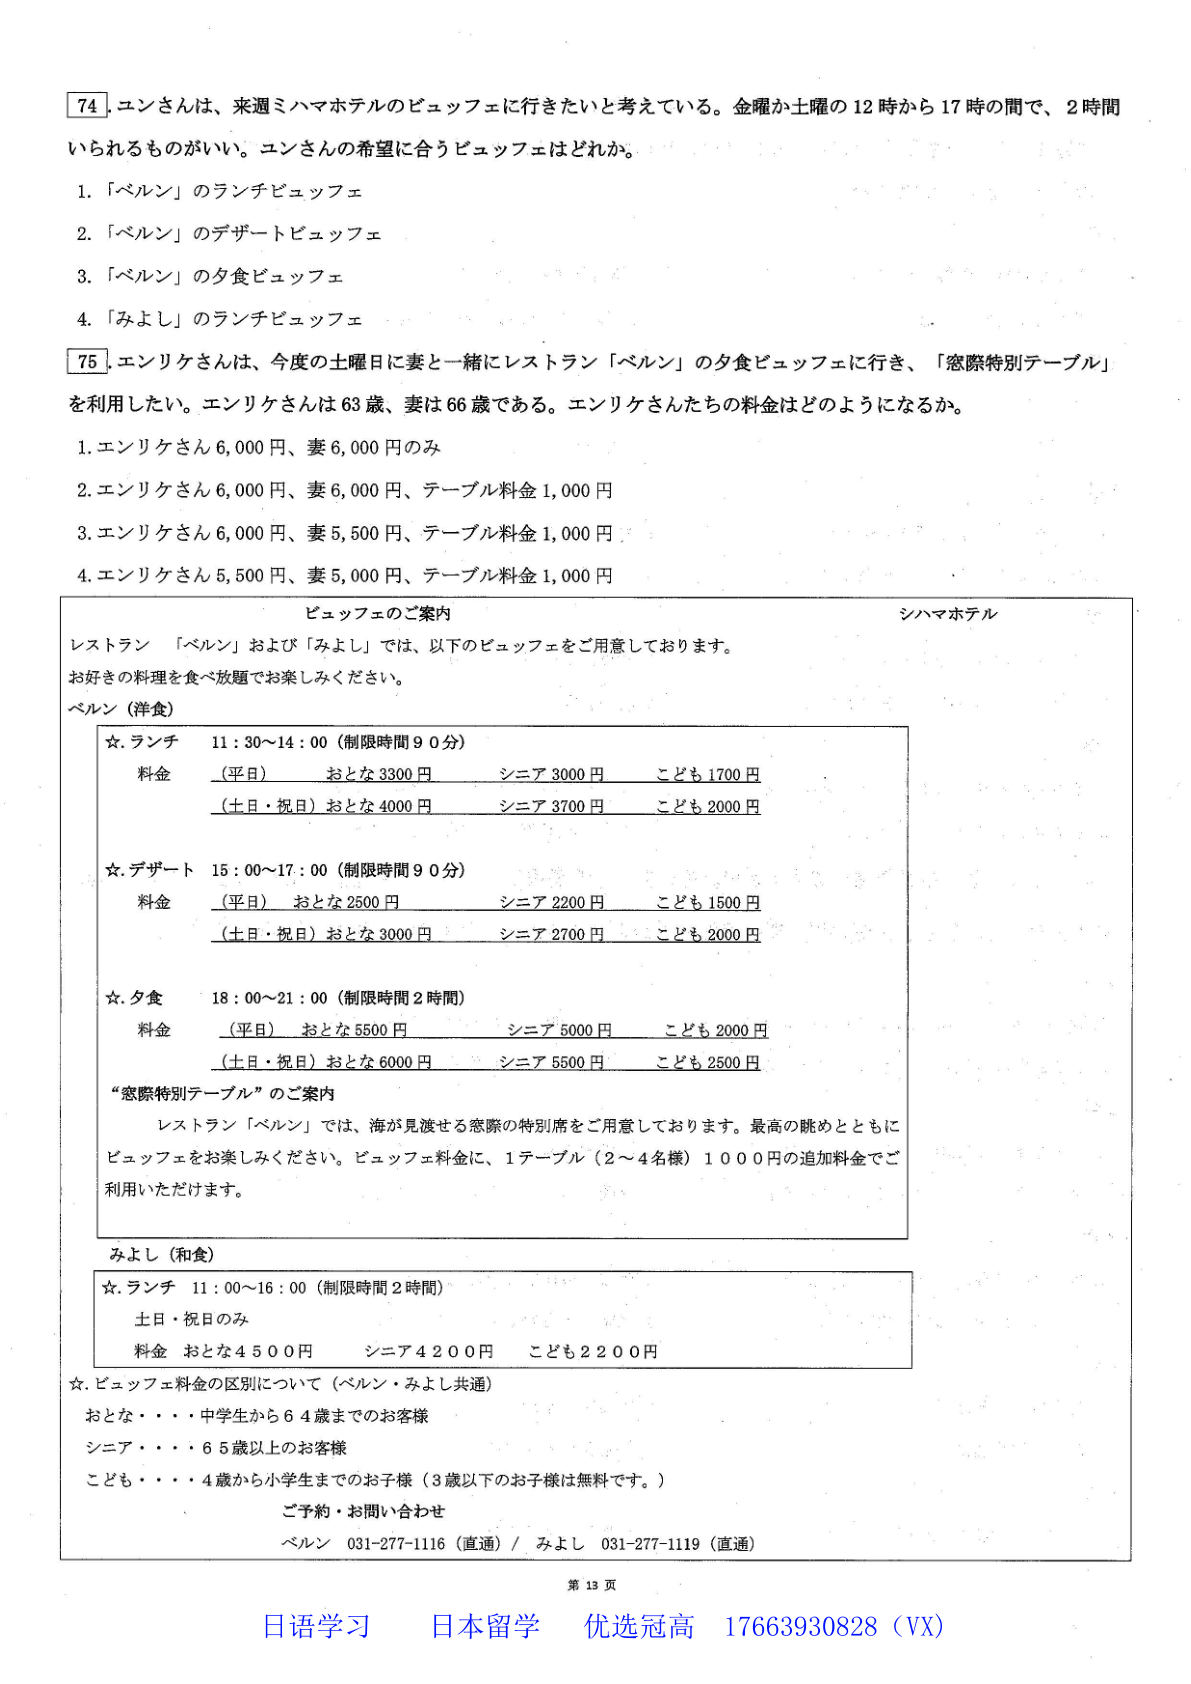 74.ユンさんは、来週ミハマホテルのビュッフェに行きたいと考えている。金曜か土曜の12時から17時の間で、２時間
いられるものがいい。ユンさんの希望に合うビュッフェはどれか。
1.「ベルン」のランチビュッフェ
2.「ベルン」のデザートビュッフェ
3.「ベルン」の夕食ビュッフェ
4.「みよし」のランチビュッフェ
75.エンリケさんは、今度の土曜日に妻と一緒にレストラン「ベルン」の夕食ビュッフェに行き、「窓際特別テーブル」
を利用したい。エンリケさんは63歳、妻は66歳である。エンリケさんたちの料金はどのようになるか。
1.エンリケさん6,000円、妻6,000円のみ
2.エンリケさん6,000円、妻6,000円、テーブル料金1,000円
3.エンリケさん6,000円、妻5,500円、テーブル料金1,000円
4.エンリケさん5,500円、妻5,000円、テーブル料金1,000円
ビュッフェのご案内 シハマホテル
レストラン 「ベルン」および「みよし」では、以下のビュッフェをご用意しております。
お好きの料理を食べ放題でお楽しみください。
ベルン（洋食）
☆.ランチ 11：30～14：00（制限時間９０分）
料金 （平日） おとな3300円 シニア3000円 こども1700円
（土日・祝日）おとな4000円 シニア3700円 こども2000円
☆.デザート 15：00～17：00（制限時間９０分）
料金 （平日） おとな2500円 シニア2200円 こども1500円
（土日・祝日）おとな3000円 シニア2700円 こども2000円
☆.夕食 18：00～21：00（制限時間２時間）
料金 （平日） おとな5500円 シニア5000円 こども2000円
（土日・祝日）おとな6000円 シニア5500円 こども2500円
“窓際特別テーブル”のご案内
レストラン「ベルン」では、海が見渡せる窓際の特別席をご用意しております。最高の眺めとともに
ビュッフェをお楽しみください。ビュッフェ料金に、１テーブル（２～４名様）１０００円の追加料金でご
利用いただけます。
みよし（和食）
☆.ランチ 11：00～16：00（制限時間２時間）
土日・祝日のみ
料金 おとな４５００円 シニア４２００円 こども２２００円
☆.ビュッフェ料金の区別について（ベルン・みよし共通）
おとな・・・・中学生から６４歳までのお客様
シニア・・・・６５歳以上のお客様
こども・・・・４歳から小学生までのお子様（３歳以下のお子様は無料です。）
ご予約・お問い合わせ
ベルン 031-277-1116（直通）/ みよし 031-277-1119（直通）
第 13 页
日语学习 日本留学 优选冠高 17663930828（VX）